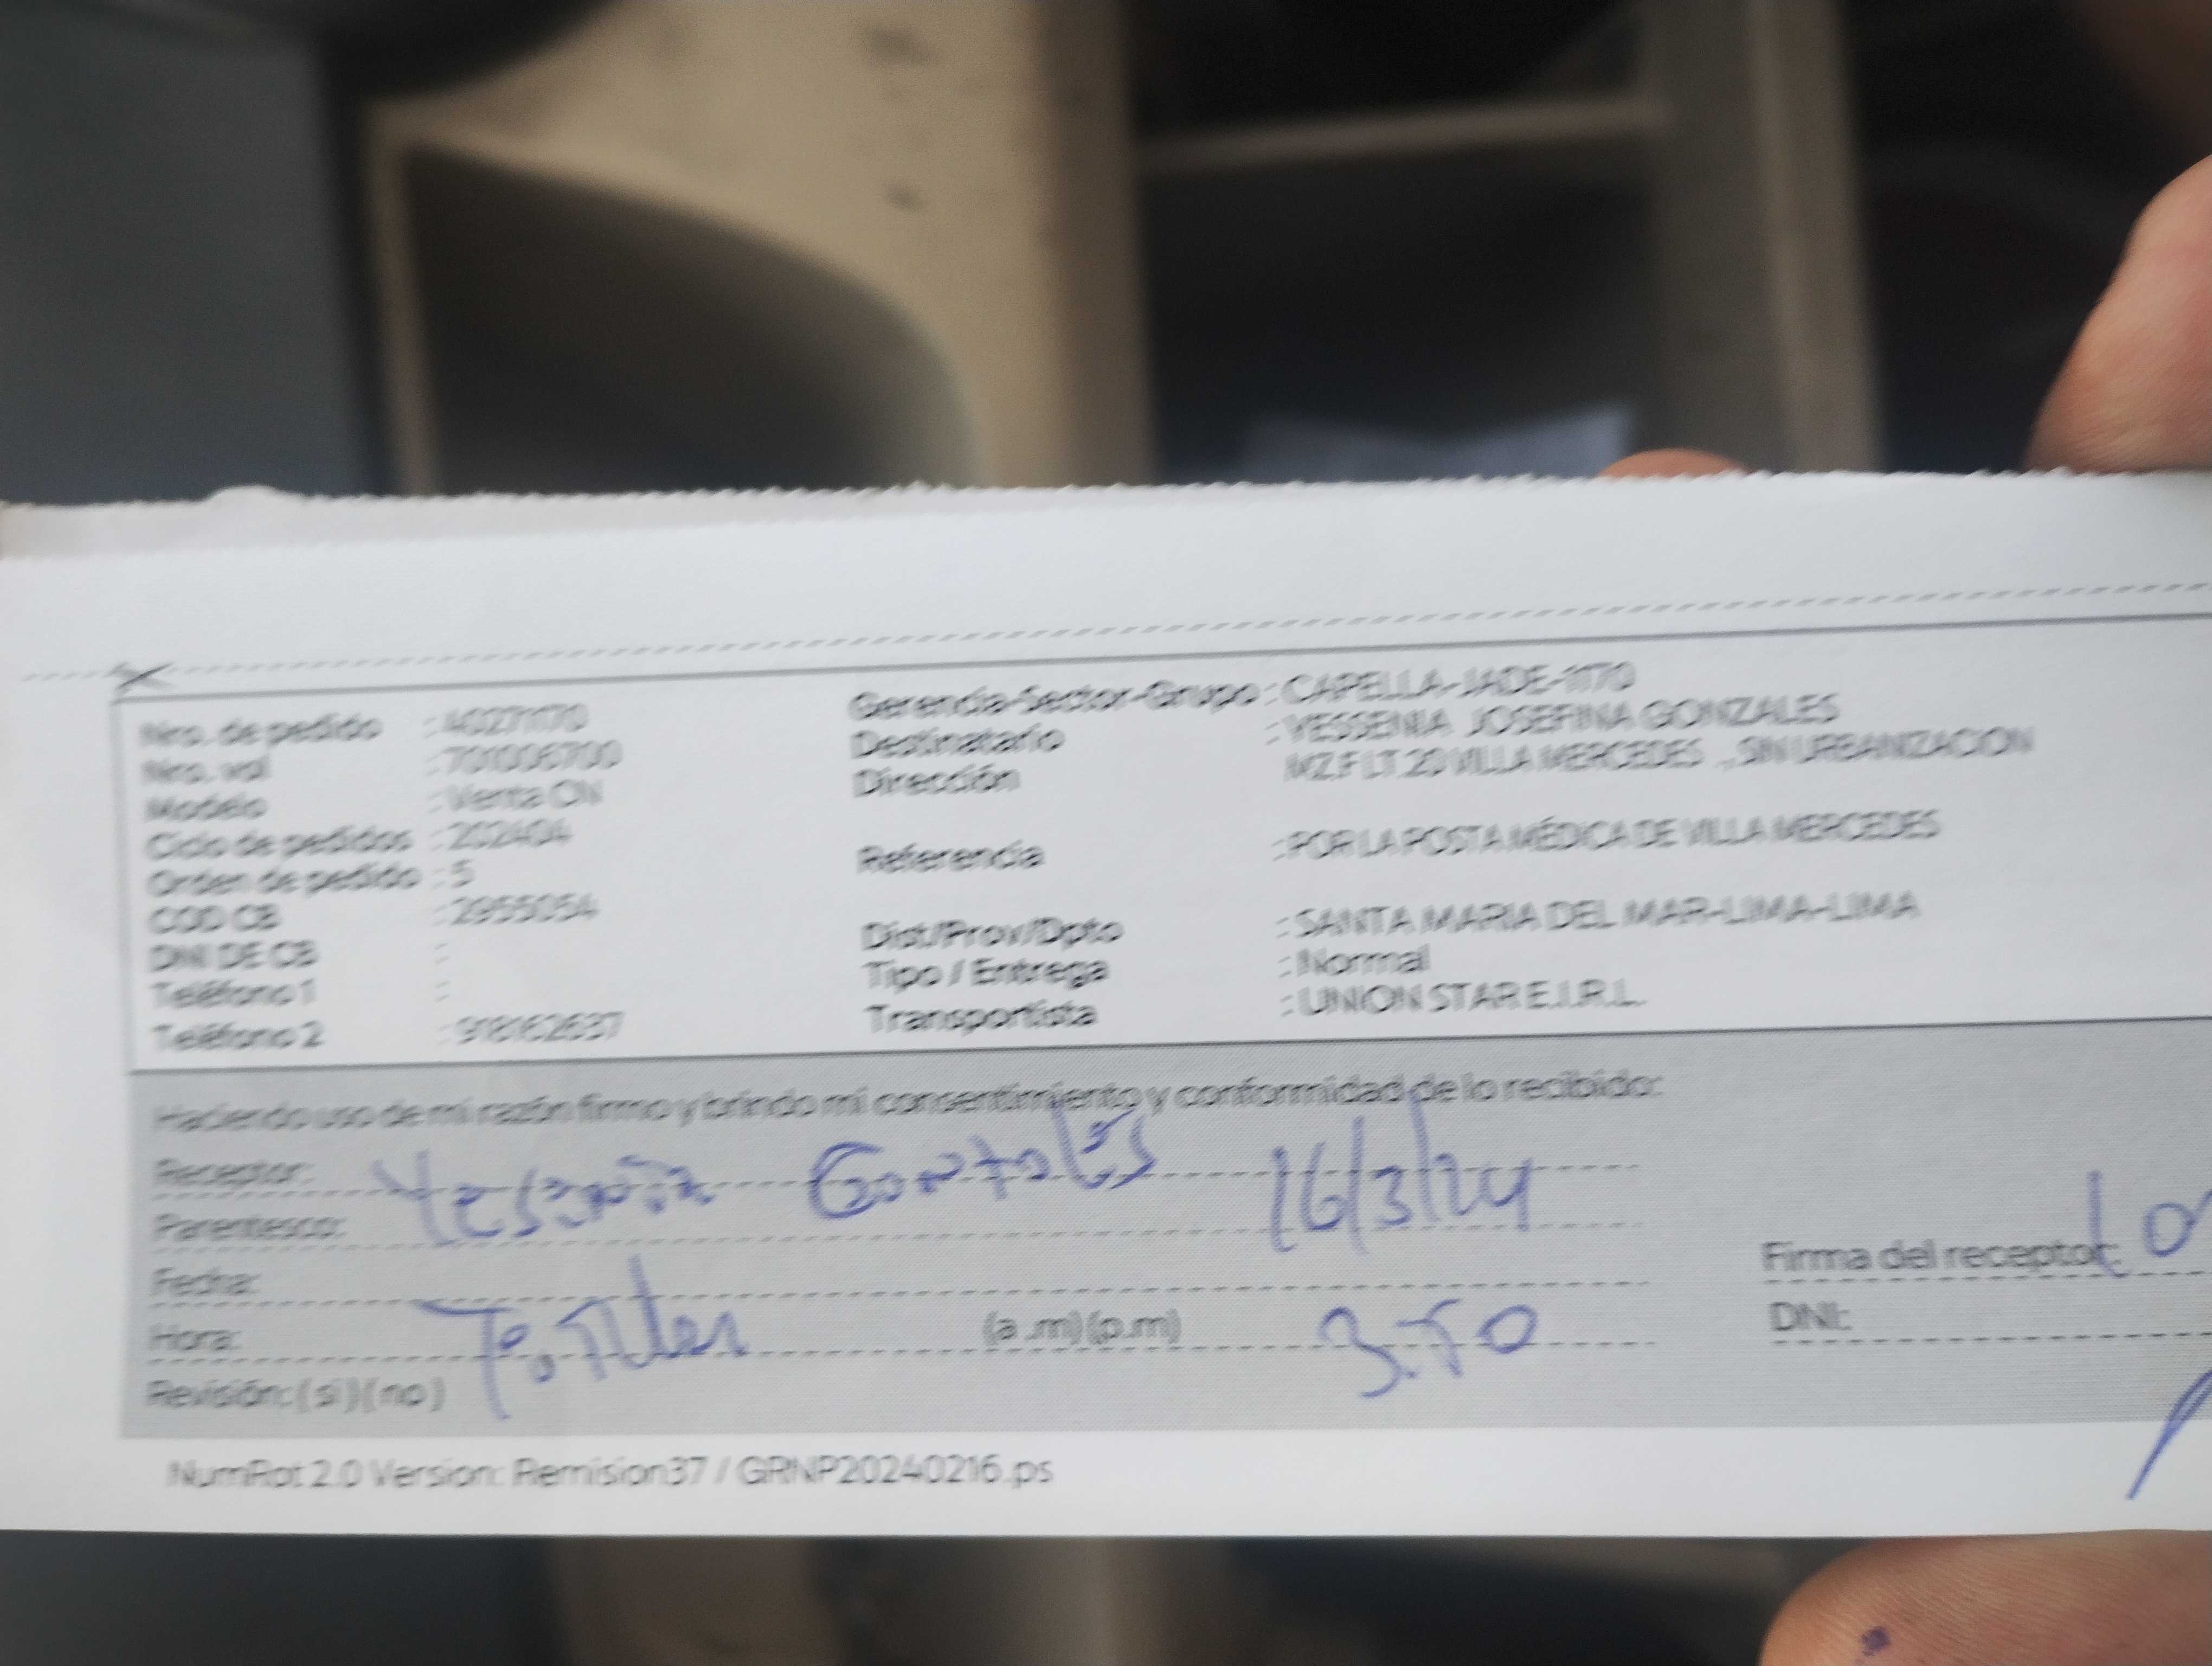 Nro. de pedido : 40271170 Gerencia-Sector-Grupo : CAPELLA-JADE-1170
Nro. vol : 701006700 Destinatario : YESSENIA JOSEFINA GONZALES
Modelo : Venta CN Dirección MZ.F LT 20 VILLA MERCEDES ., SIN URBANIZACION
Ciclo de pedidos : 202404
Orden de pedido : 5 Referencia : POR LA POSTA MÉDICA DE VILLA MERCEDES
COD CB : 2955054
DNI DE CB : Dist/Prov/Dpto : SANTA MARIA DEL MAR-LIMA-LIMA
Teléfono 1 : Tipo / Entrega : Normal
Teléfono 2 : 918162637 Transportista : UNION STAR E.I.R.L.
Haciendo uso de mi razón firmo y brindo mi consentimiento y conformidad de lo recibido:
Receptor: Yesenia Gonzales 16/3/24
Parentesco:
Fecha: Firma del receptor:
Hora: (a.m)(p.m) 3:50 DNI:
Revisión: (si)(no)
NumRot 2.0 Version: Remision37 / GRNP20240216.ps